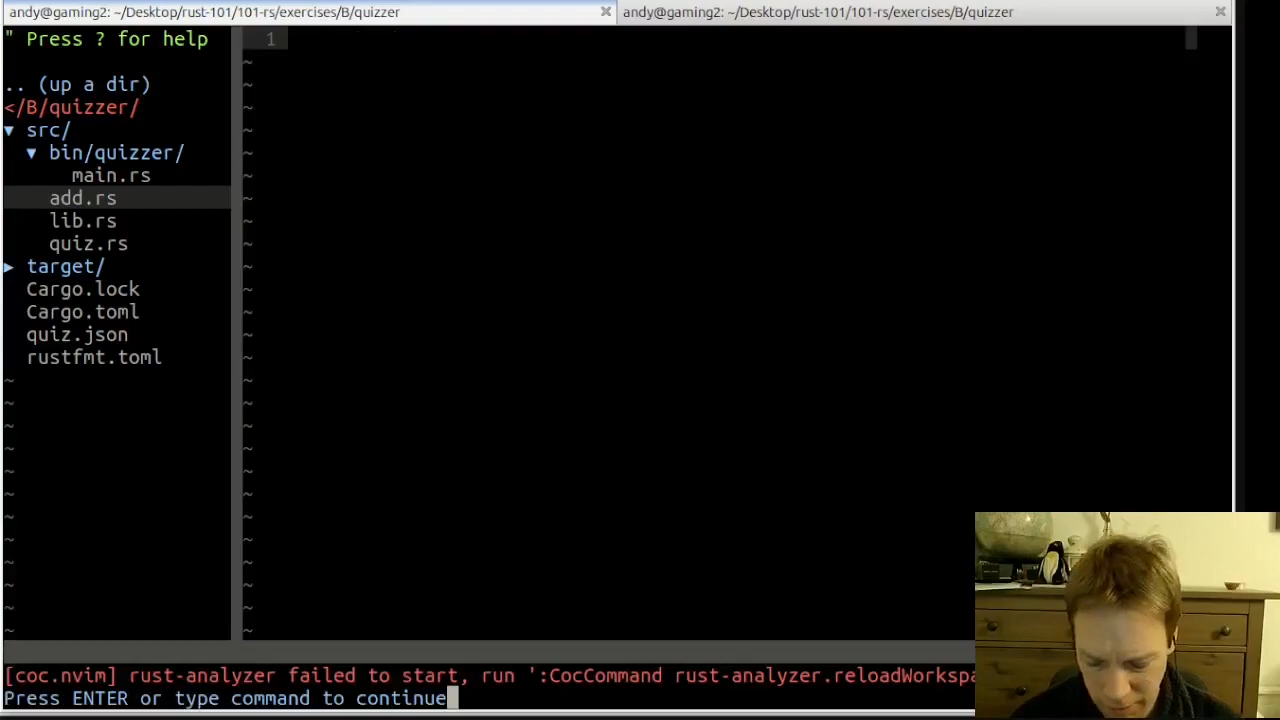 andy@gaming2: ~/Desktop/rust-101/101-rs/exercises/B/quizzer
andy@gaming2: ~/Desktop/rust-101/101-rs/exercises/B/quizzer
" Press ? for help
1
.. (up a dir)
</B/quizzer/
▼ src/
▼ bin/quizzer/
main.rs
add.rs
lib.rs
quiz.rs
▶ target/
Cargo.lock
Cargo.toml
quiz.json
rustfmt.toml
[coc.nvim] rust-analyzer failed to start, run ':CocCommand rust-analyzer.reloadWorkspa
Press ENTER or type command to continue